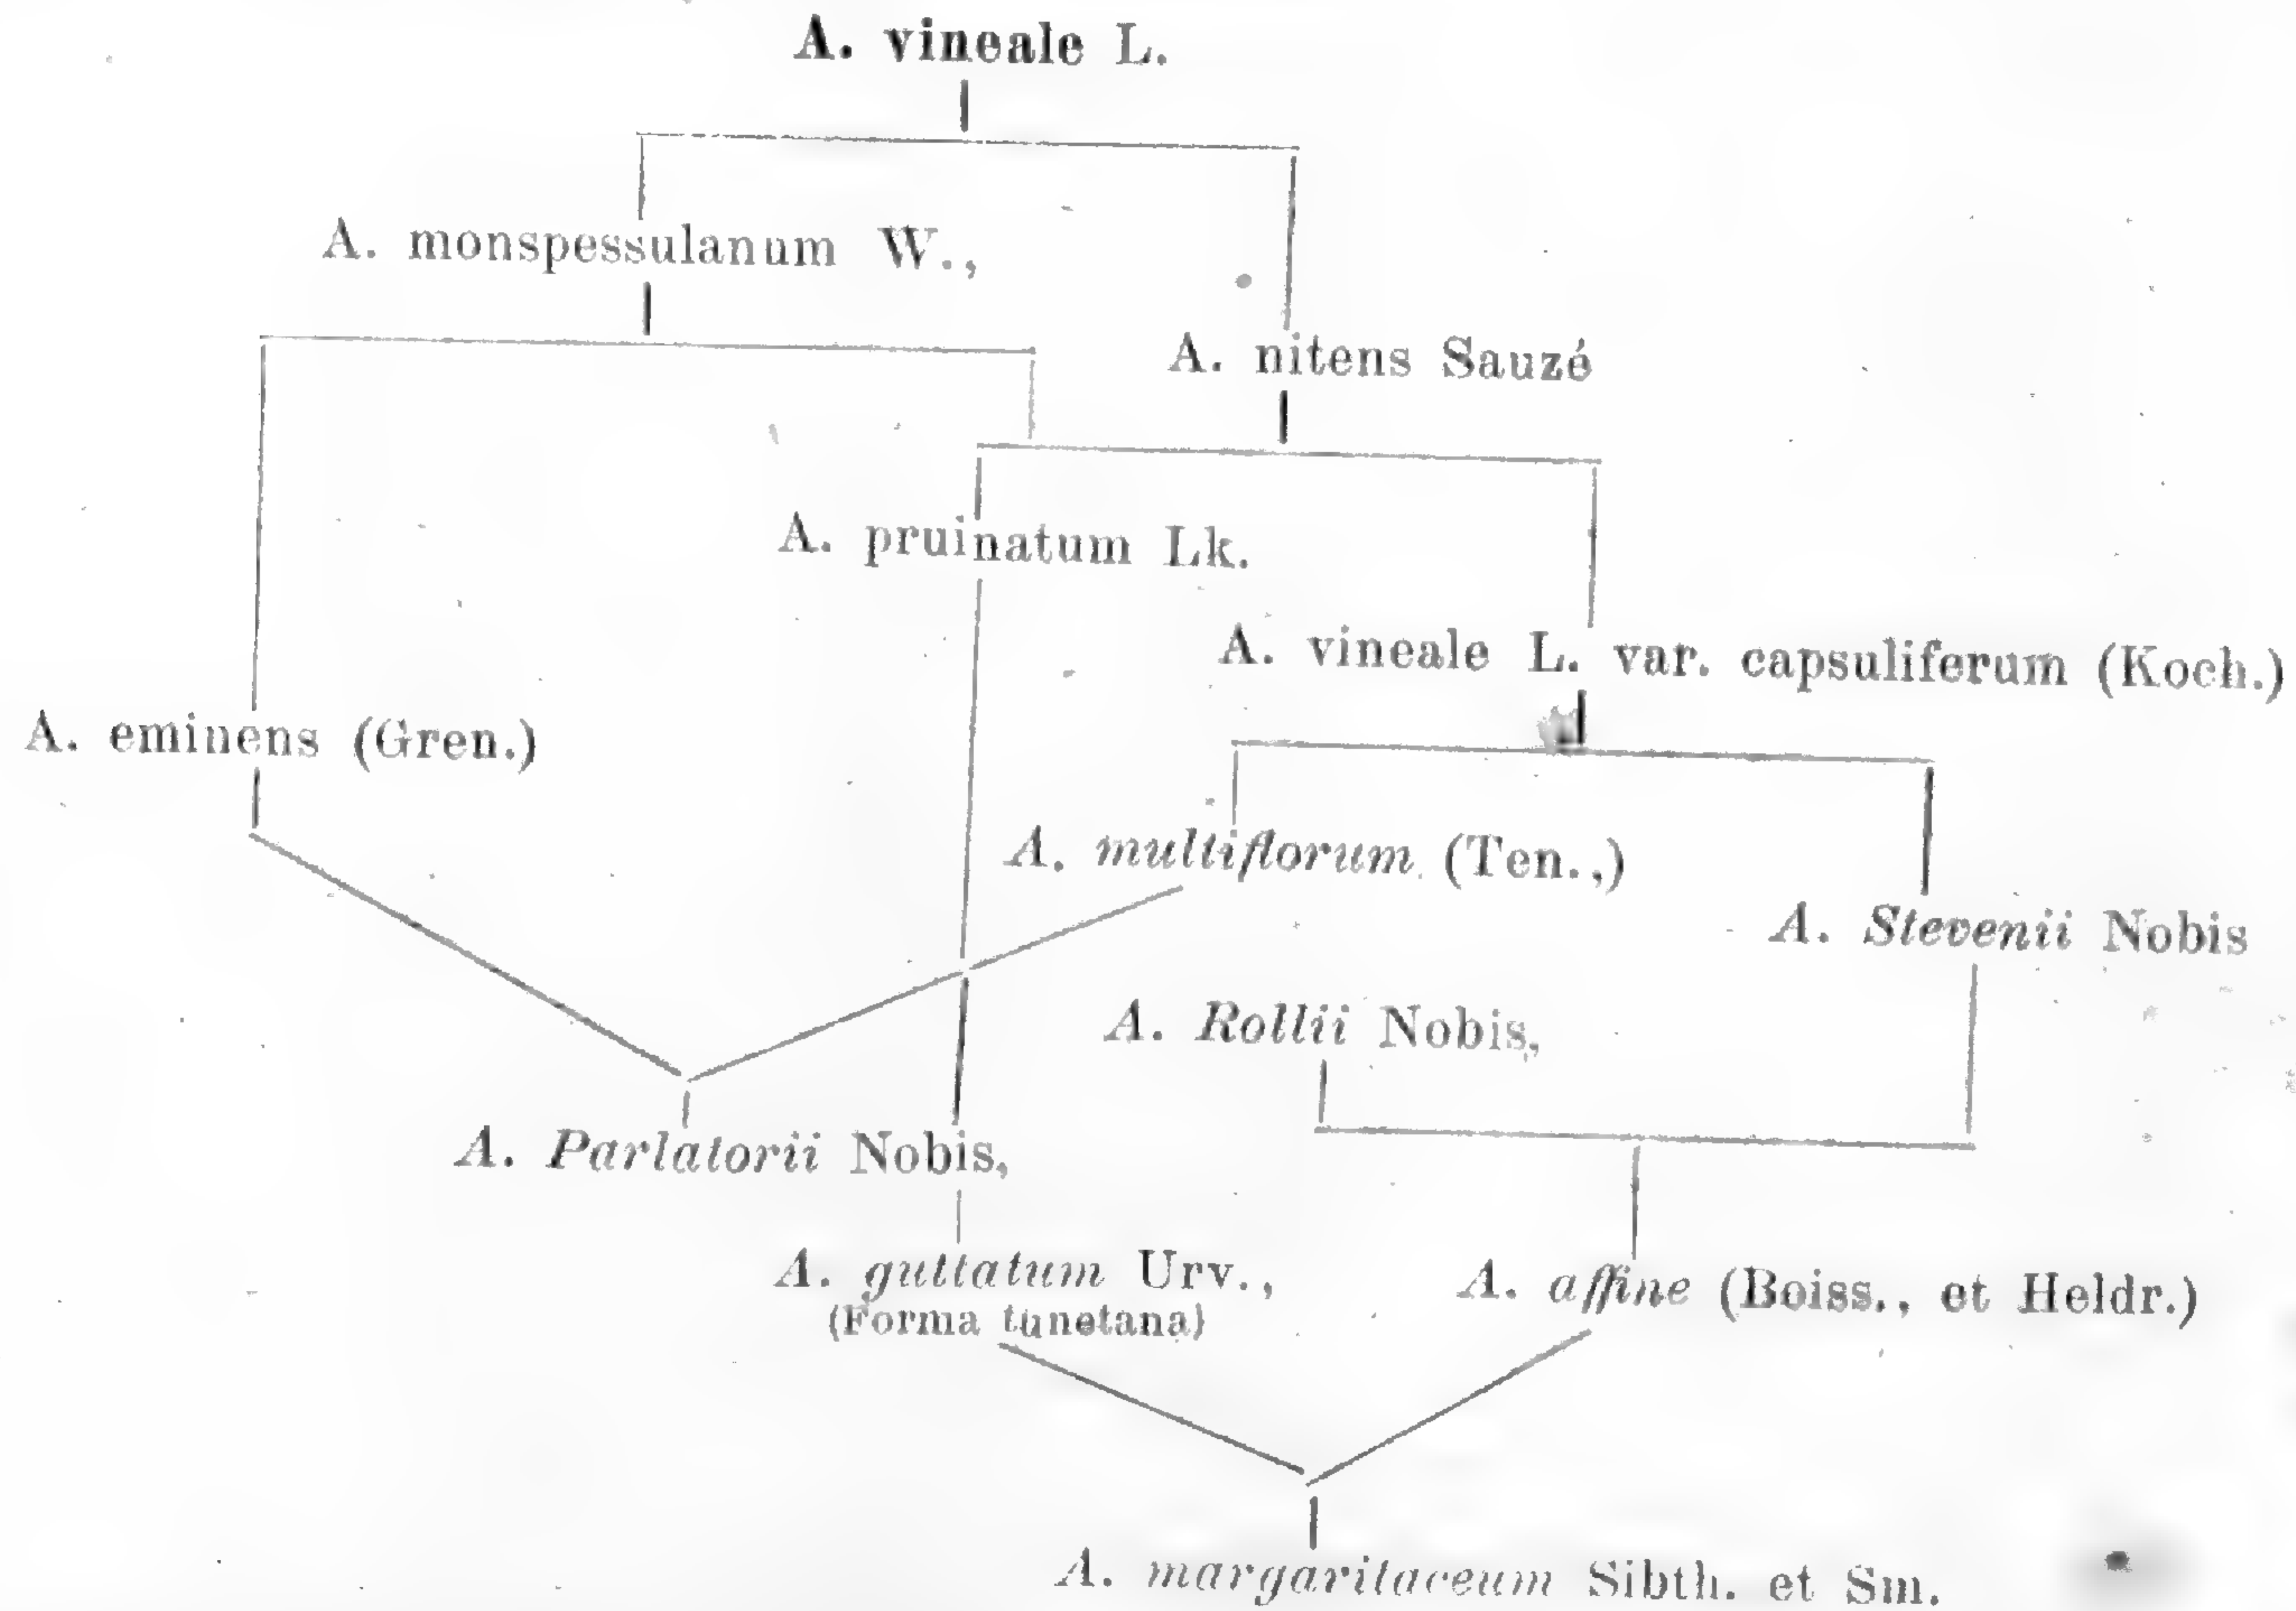 A. vineale L.
A. monspessulanum W.,
A. nitens Sauzé
A. pruinatum Lk.
A. vineale L. var. capsuliferum (Koch.)
A. eminens (Gren.)
A. multiflorum. (Ten.,)
A. Stevenii Nobis
A. Rollii Nobis,
A. Parlatorii Nobis,
A. guttatum Urv.,
(Forma tunetana)
A. affine (Boiss., et Heldr.)
A. margaritaceum Sibth. et Sm.